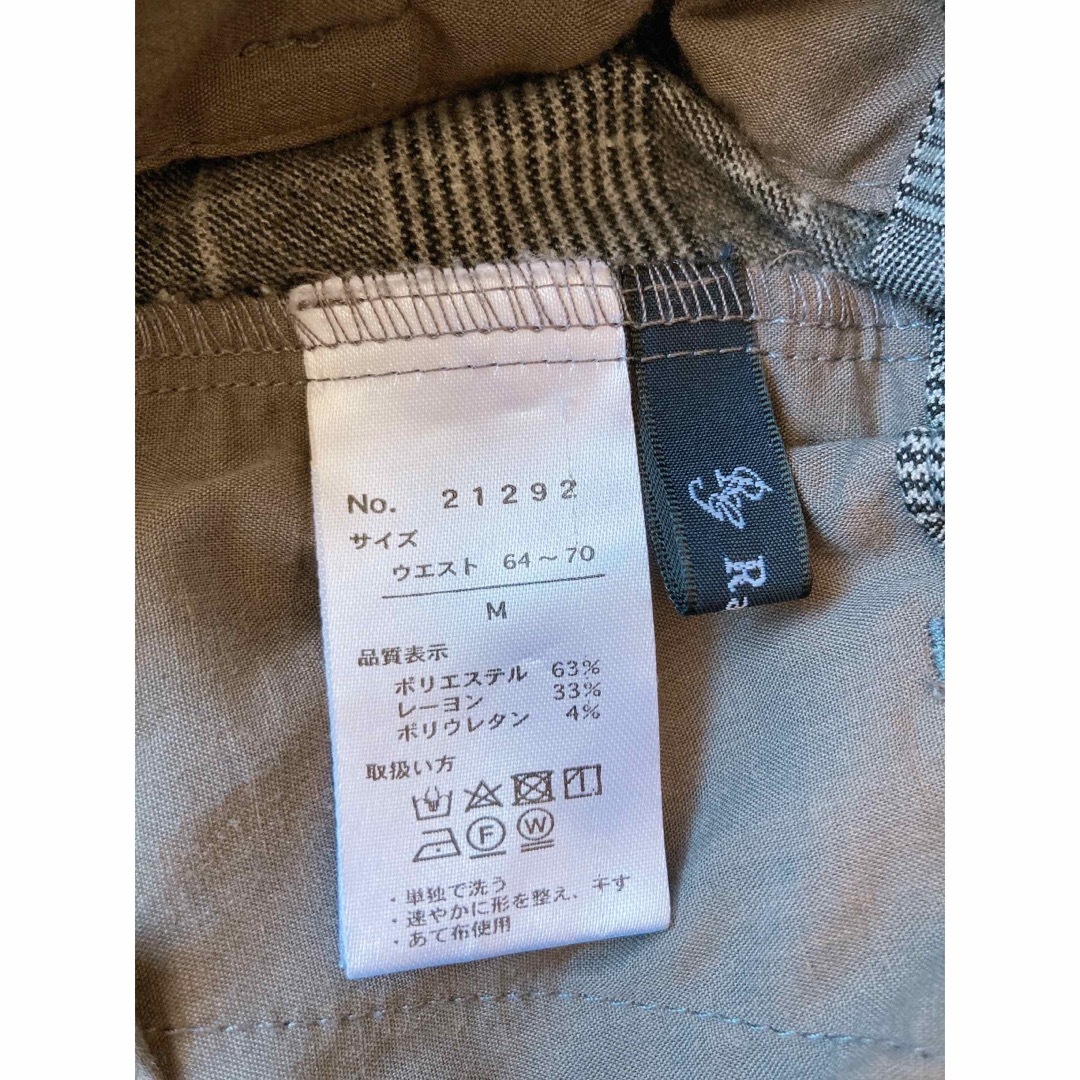 No. 21292
サイズ
ウエスト 64～70
M
品質表示
ポリエステル 63%
レーヨン 33%
ポリウレタン 4%
取扱い方
F W
・単独で洗う
・速やかに形を整え、干す
・あて布使用
Ra